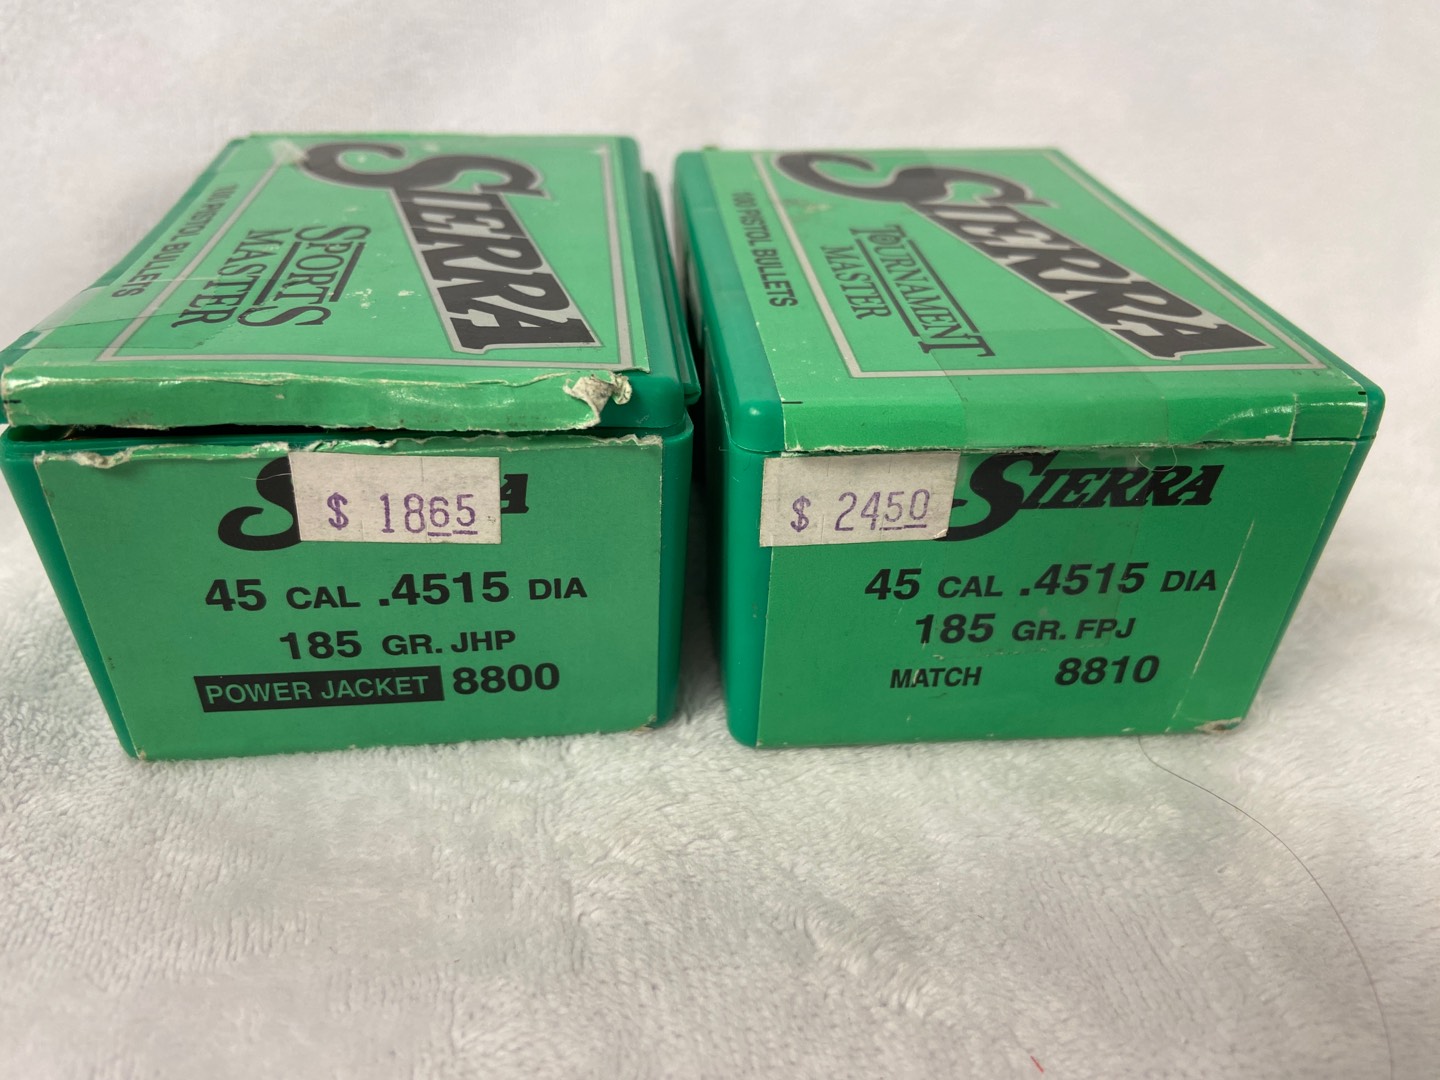 SIERRA
SPORTS
MASTER
100 PISTOL BULLETS
$ 1865
45 CAL .4515 DIA
185 GR. JHP
POWER JACKET 8800
SIERRA
TOURNAMENT
MASTER
100 PISTOL BULLETS
$ 2450
SIERRA
45 CAL .4515 DIA
185 GR. FPJ
MATCH 8810